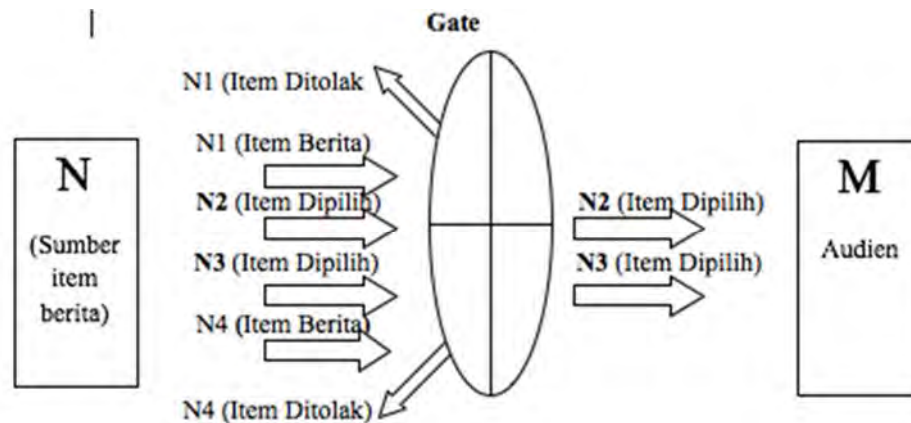 Gate
N1 (Item Ditolak
N1 (Item Berita)
N2 (Item Dipilih)
N3 (Item Dipilih)
N4 (Item Berita)
N4 (Item Ditolak)
N
(Sumber
item
berita)
N2 (Item Dipilih)
N3 (Item Dipilih)
M
Audien